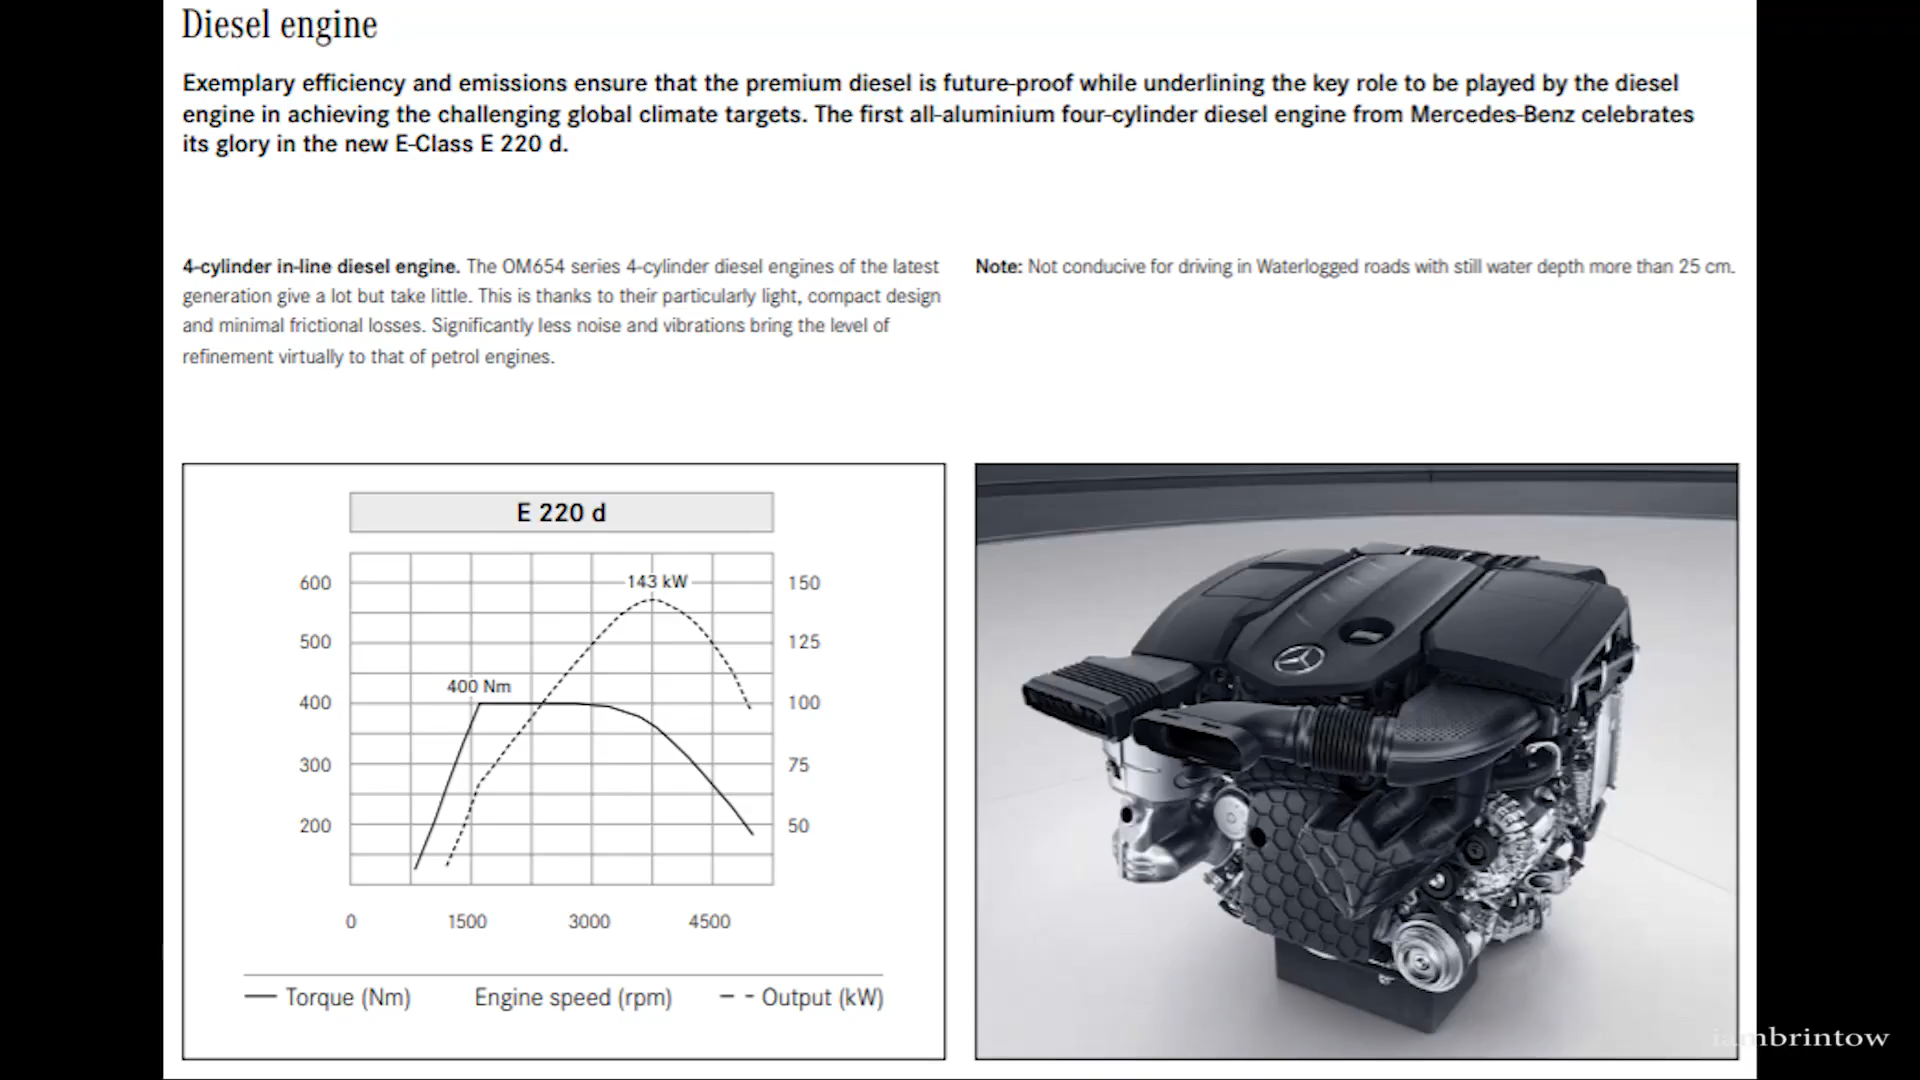 Diesel engine
Exemplary efficiency and emissions ensure that the premium diesel is future-proof while underlining the key role to be played by the diesel
engine in achieving the challenging global climate targets. The first all-aluminium four-cylinder diesel engine from Mercedes-Benz celebrates
its glory in the new E-Class E 220 d.
4-cylinder in-line diesel engine. The OM654 series 4-cylinder diesel engines of the latest
generation give a lot but take little. This is thanks to their particularly light, compact design
and minimal frictional losses. Significantly less noise and vibrations bring the level of
refinement virtually to that of petrol engines.
Note: Not conducive for driving in Waterlogged roads with still water depth more than 25 cm.
E 220 d
600 143 kW 150
500 125
400 Nm
400 100
300 75
200 50
0 1500 3000 4500
Torque (Nm) Engine speed (rpm) Output (kW)
iambrintow